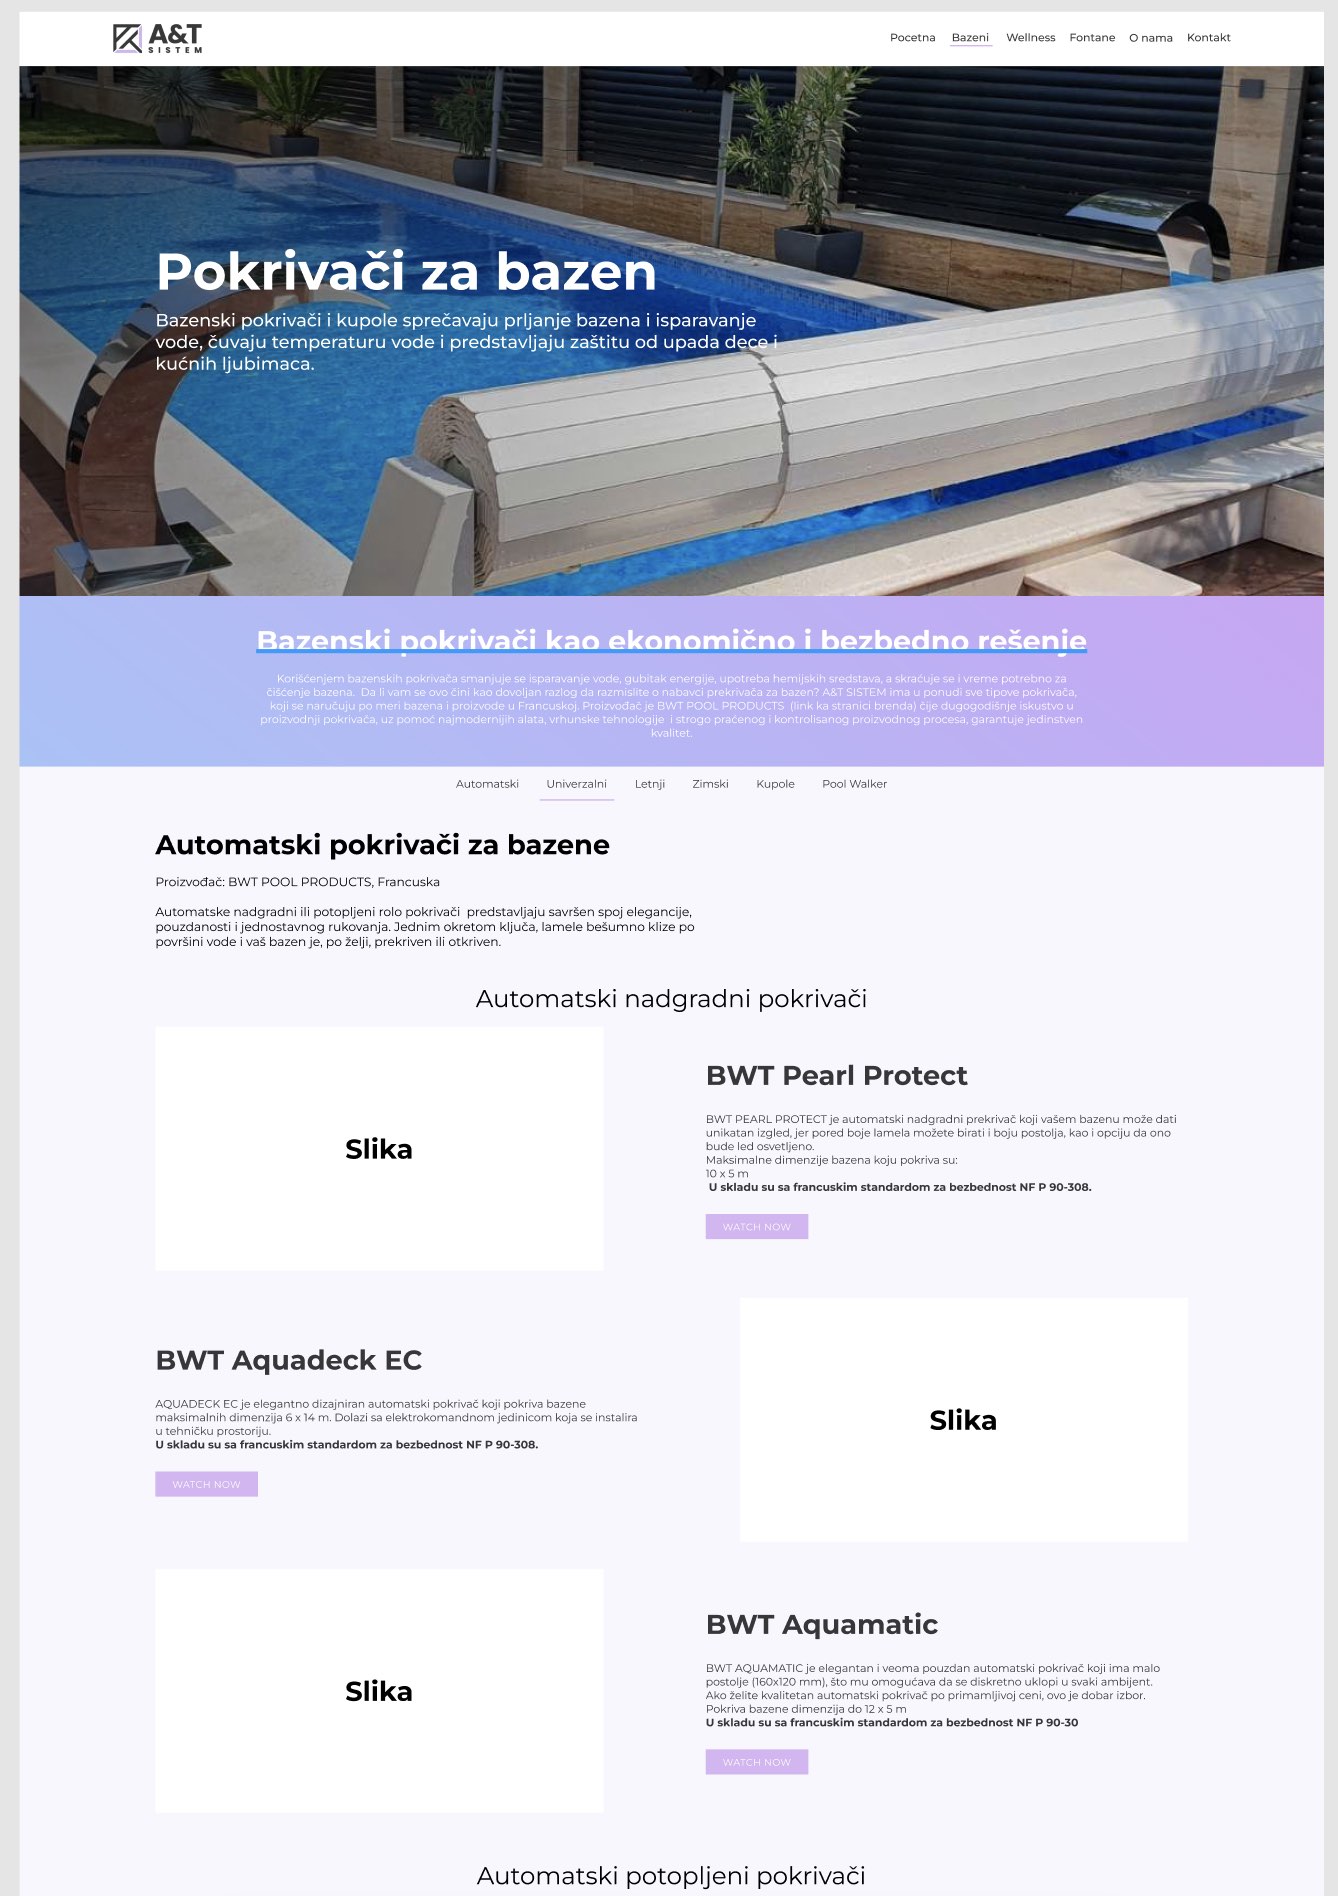 A&T
SISTEM
Pocetna Bazeni Wellness Fontane O nama Kontakt
Pokrivači za bazen
Bazenski pokrivači i kupole sprečavaju prljanje bazena i isparavanje
vode, čuvaju temperaturu vode i predstavljaju zaštitu od upada dece i
kućnih ljubimaca.
Bazenski pokrivači kao ekonomično i bezbedno rešenje
Korišćenjem bazenskih pokrivača smanjuje se isparavanje vode, gubitak energije, upotreba hemijskih sredstava, a skraćuje se i vreme potrebno za
čišćenje bazena. Da li vam se ovo čini kao dovoljan razlog da razmislite o nabavci prekrivača za bazen? A&T SISTEM ima u ponudi sve tipove pokrivača,
koji se naručuju po meri bazena i proizvode u Francuskoj. Proizvođač je BWT POOL PRODUCTS (link ka stranici brenda) čije dugogodišnje iskustvo u
proizvodnji pokrivača, uz pomoć najmodernijih alata, vrhunske tehnologije i strogo praćenog i kontrolisanog proizvodnog procesa, garantuje jedinstven
kvalitet.
Automatski Univerzalni Letnji Zimski Kupole Pool Walker
Automatski pokrivači za bazene
Proizvođač: BWT POOL PRODUCTS, Francuska
Automatske nadgradni ili potopljeni rolo pokrivači predstavljaju savršen spoj elegancije,
pouzdanosti i jednostavnog rukovanja. Jednim okretom ključa, lamele bešumno klize po
površini vode i vaš bazen je, po želji, prekriven ili otkriven.
Automatski nadgradni pokrivači
Slika
BWT Pearl Protect
BWT PEARL PROTECT je automatski nadgradni prekrivač koji vašem bazenu može dati
unikatan izgled, jer pored boje lamela možete birati i boju postolja, kao i opciju da ono
bude led osvetljeno.
Maksimalne dimenzije bazena koju pokriva su:
10 x 5 m
U skladu su sa francuskim standardom za bezbednost NF P 90-308.
WATCH NOW
BWT Aquadeck EC
AQUADECK EC je elegantno dizajniran automatski pokrivač koji pokriva bazene
maksimalnih dimenzija 6 x 14 m. Dolazi sa elektrokomandnom jedinicom koja se instalira
u tehničku prostoriju.
U skladu su sa francuskim standardom za bezbednost NF P 90-308.
WATCH NOW
Slika
Slika
BWT Aquamatic
BWT AQUAMATIC je elegantan i veoma pouzdan automatski pokrivač koji ima malo
postolje (160x120 mm), što mu omogućava da se diskretno uklopi u svaki ambijent.
Ako želite kvalitetan automatski pokrivač po primamljivoj ceni, ovo je dobar izbor.
Pokriva bazene dimenzija do 12 x 5 m
U skladu su sa francuskim standardom za bezbednost NF P 90-30
WATCH NOW
Automatski potopljeni pokrivači